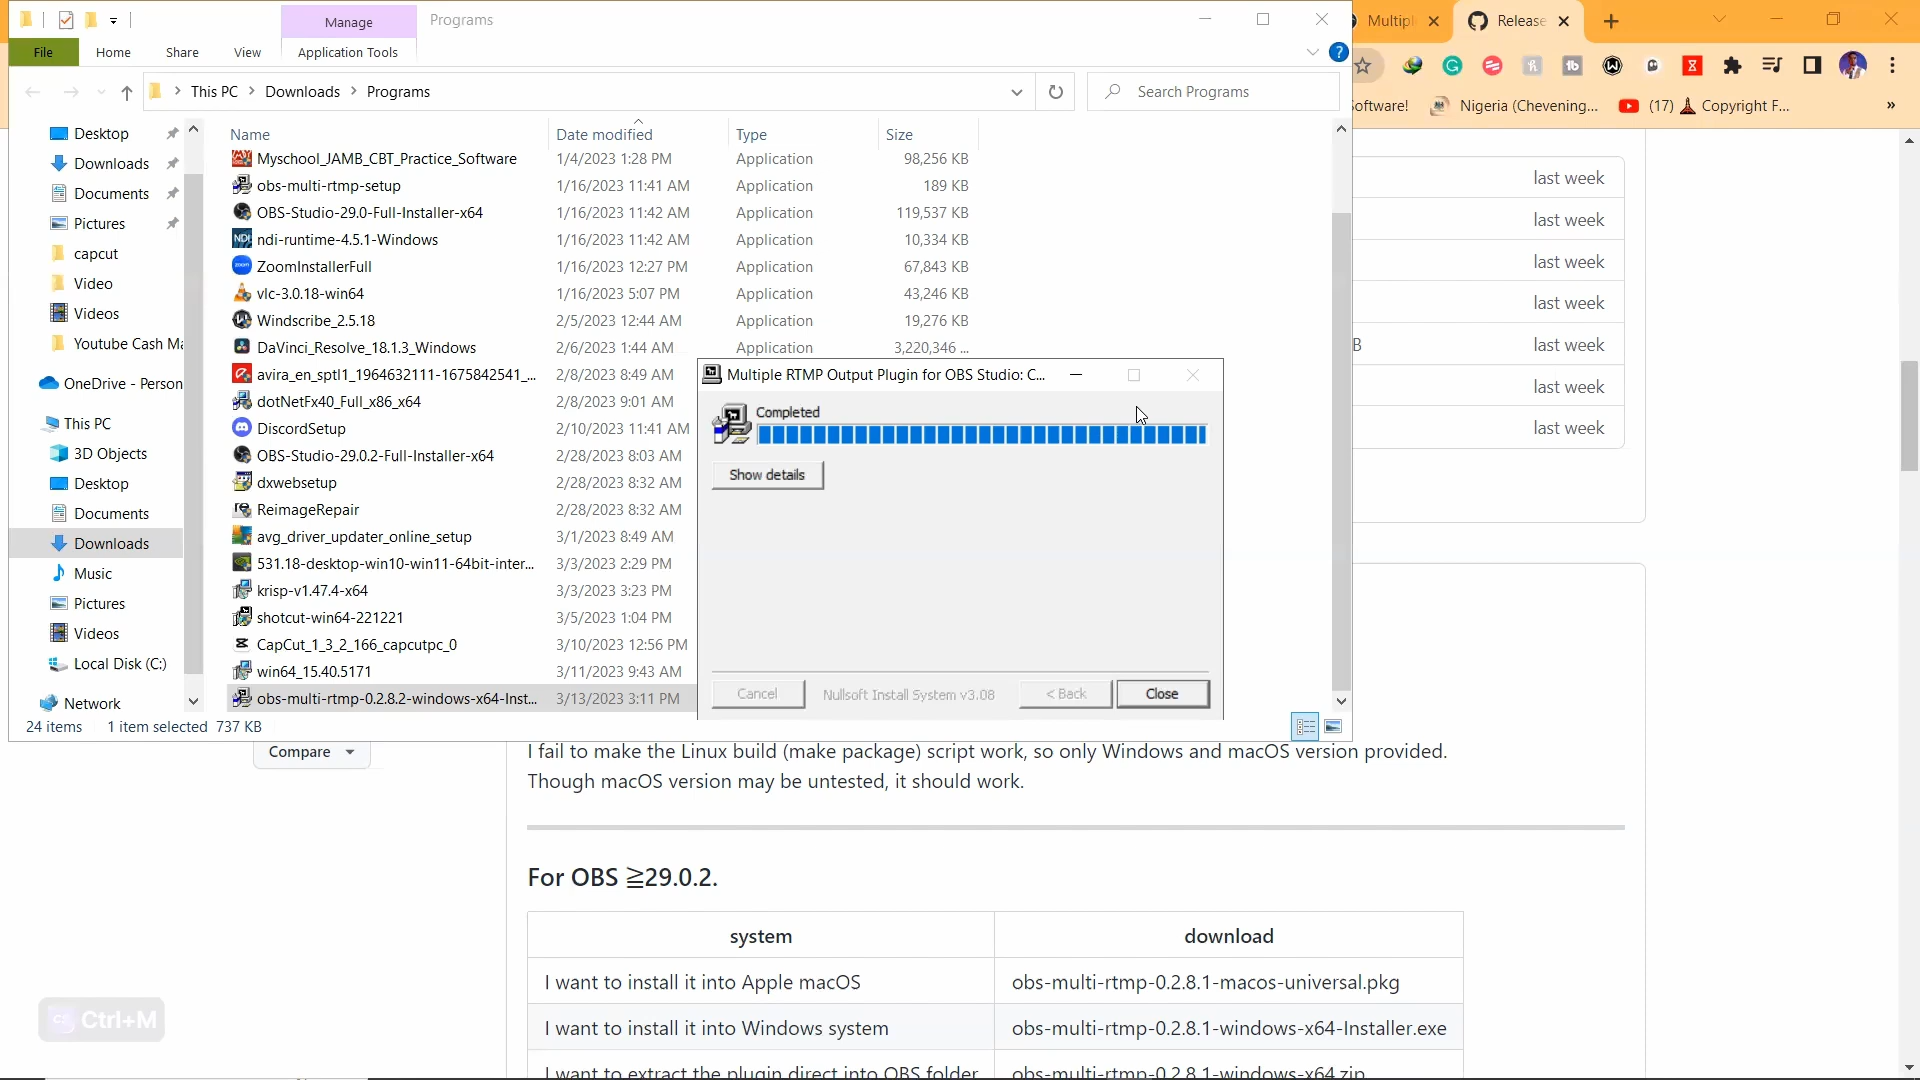 Manage
Programs
File
Home
Share
View
Application Tools
This PC
Downloads
Programs
Search Programs
Multipl
Release
Software!
Nigeria (Chevening...
(17)
Copyright F...
»
Desktop
Downloads
Documents
Pictures
capcut
Video
Videos
Youtube Cash Ma
OneDrive - Person
This PC
3D Objects
Desktop
Documents
Downloads
Music
Pictures
Videos
Local Disk (C:)
Network
Name Date modified Type Size
Myschool_JAMB_CBT_Practice_Software 1/4/2023 1:28 PM Application 98,256 KB
obs-multi-rtmp-setup 1/16/2023 11:41 AM Application 189 KB
OBS-Studio-29.0-Full-Installer-x64 1/16/2023 11:42 AM Application 119,537 KB
ndi-runtime-4.5.1-Windows 1/16/2023 11:42 AM Application 10,334 KB
ZoomInstallerFull 1/16/2023 12:27 PM Application 67,843 KB
vlc-3.0.18-win64 1/16/2023 5:07 PM Application 43,246 KB
Windscribe_2.5.18 2/5/2023 12:44 AM Application 19,276 KB
DaVinci_Resolve_18.1.3_Windows 2/6/2023 1:44 AM Application 3,220,346 ...
avira_en_sptl1_1964632111-1675842541_... 2/8/2023 8:49 AM
dotNetFx40_Full_x86_x64 2/8/2023 9:01 AM
DiscordSetup 2/10/2023 11:41 AM
OBS-Studio-29.0.2-Full-Installer-x64 2/28/2023 8:03 AM
dxwebsetup 2/28/2023 8:32 AM
ReimageRepair 2/28/2023 8:32 AM
avg_driver_updater_online_setup 3/1/2023 8:49 AM
531.18-desktop-win10-win11-64bit-inter... 3/3/2023 2:29 PM
krisp-v1.47.4-x64 3/3/2023 3:23 PM
shotcut-win64-221221 3/5/2023 1:04 PM
CapCut_1_3_2_166_capcutpc_0 3/10/2023 12:56 PM
win64_15.40.5171 3/11/2023 9:43 AM
obs-multi-rtmp-0.2.8.2-windows-x64-Inst... 3/13/2023 3:11 PM
24 items 1 item selected 737 KB
Multiple RTMP Output Plugin for OBS Studio: C...
Completed
Show details
Cancel
Nullsoft Install System v3.08
< Back
Close
last week
last week
last week
last week
B last week
last week
last week
Compare
I fail to make the Linux build (make package) script work, so only Windows and macOS version provided.
Though macOS version may be untested, it should work.
For OBS ≧29.0.2.
system download
I want to install it into Apple macOS obs-multi-rtmp-0.2.8.1-macos-universal.pkg
I want to install it into Windows system obs-multi-rtmp-0.2.8.1-windows-x64-Installer.exe
I want to extract the plugin direct into OBS folder obs-multi-rtmp-0.2.8.1-windows-x64.zip
Ctrl+M